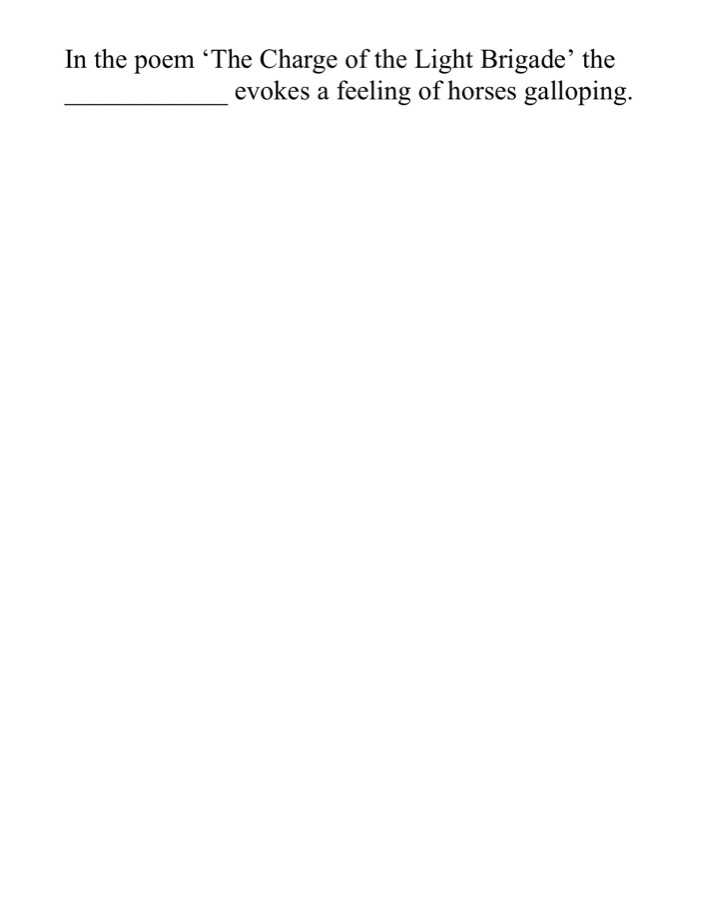 In the poem ‘The Charge of the Light Brigade’ the
____________ evokes a feeling of horses galloping.